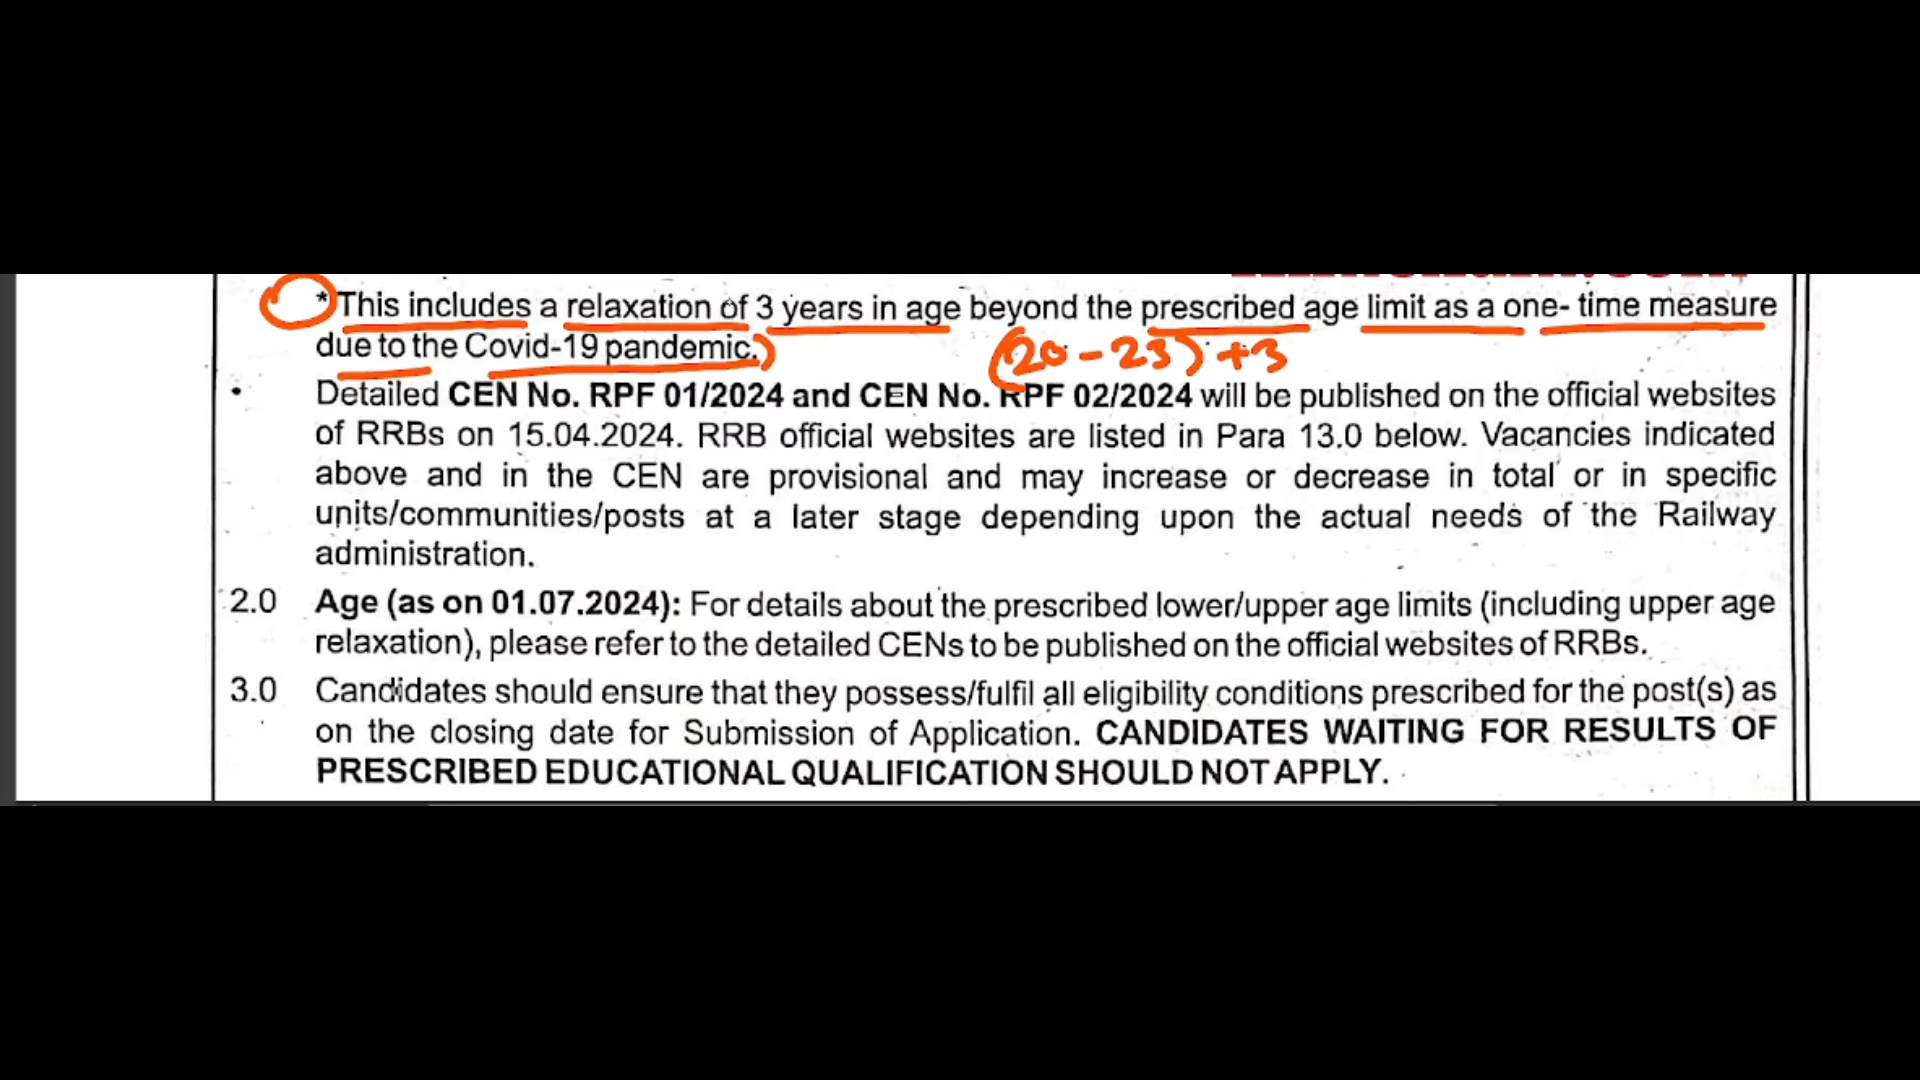 *This includes a relaxation of 3 years in age beyond the prescribed age limit as a one- time measure
due to the Covid-19 pandemic.
(20-23)+3
• Detailed CEN No. RPF 01/2024 and CEN No. RPF 02/2024 will be published on the official websites
of RRBs on 15.04.2024. RRB official websites are listed in Para 13.0 below. Vacancies indicated
above and in the CEN are provisional and may increase or decrease in total or in specific
units/communities/posts at a later stage depending upon the actual needs of the Railway
administration.
2.0 Age (as on 01.07.2024): For details about the prescribed lower/upper age limits (including upper age
relaxation), please refer to the detailed CENs to be published on the official websites of RRBs.
3.0 Candidates should ensure that they possess/fulfil all eligibility conditions prescribed for the post(s) as
on the closing date for Submission of Application. CANDIDATES WAITING FOR RESULTS OF
PRESCRIBED EDUCATIONAL QUALIFICATION SHOULD NOT APPLY.